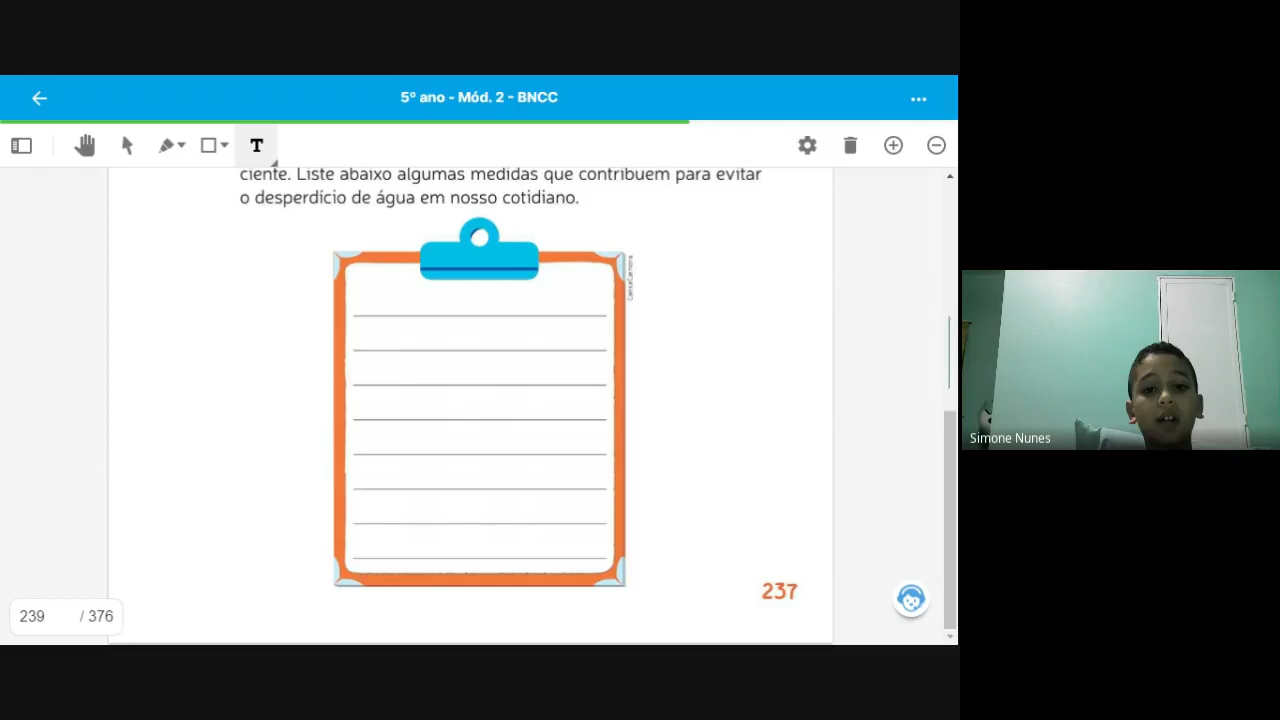 5º ano - Mód. 2 - BNCC
T
ciente. Liste abaixo algumas medidas que contribuem para evitar
o desperdício de água em nosso cotidiano.
237
239 / 376
Simone Nunes